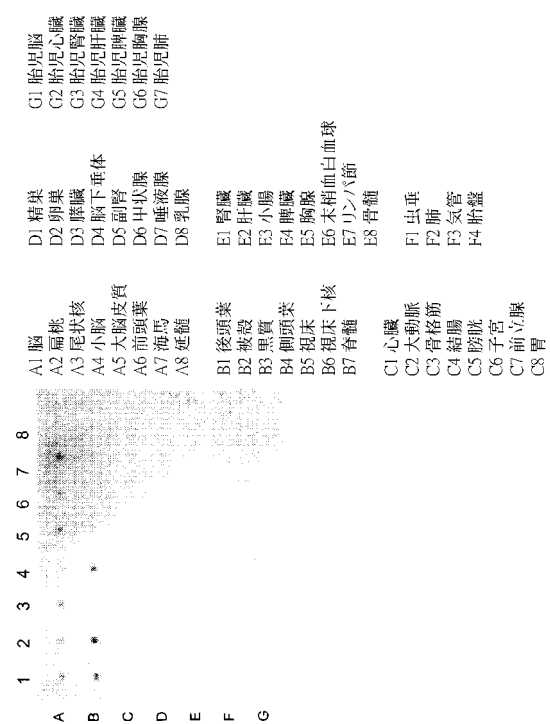 1 2 3 4 5 6 7 8
A
B
C
D
E
F
G
A1 脳
A2 扁桃
A3 尾状核
A4 小脳
A5 大脳皮質
A6 前頭葉
A7 海馬
A8 延髄
B1 後頭葉
B2 被殻
B3 黒質
B4 側頭葉
B5 視床
B6 視床下核
B7 脊髄
C1 心臓
C2 大動脈
C3 骨格筋
C4 結腸
C5 膀胱
C6 子宮
C7 前立腺
C8 胃
D1 精巣
D2 卵巣
D3 膵臓
D4 脳下垂体
D5 副腎
D6 甲状腺
D7 唾液腺
D8 乳腺
E1 腎臓
E2 肝臓
E3 小腸
E4 脾臓
E5 胸腺
E6 末梢血白血球
E7 リンパ節
E8 骨髄
F1 虫垂
F2 肺
F3 気管
F4 胎盤
G1 胎児脳
G2 胎児心臓
G3 胎児腎臓
G4 胎児肝臓
G5 胎児脾臓
G6 胎児胸腺
G7 胎児肺